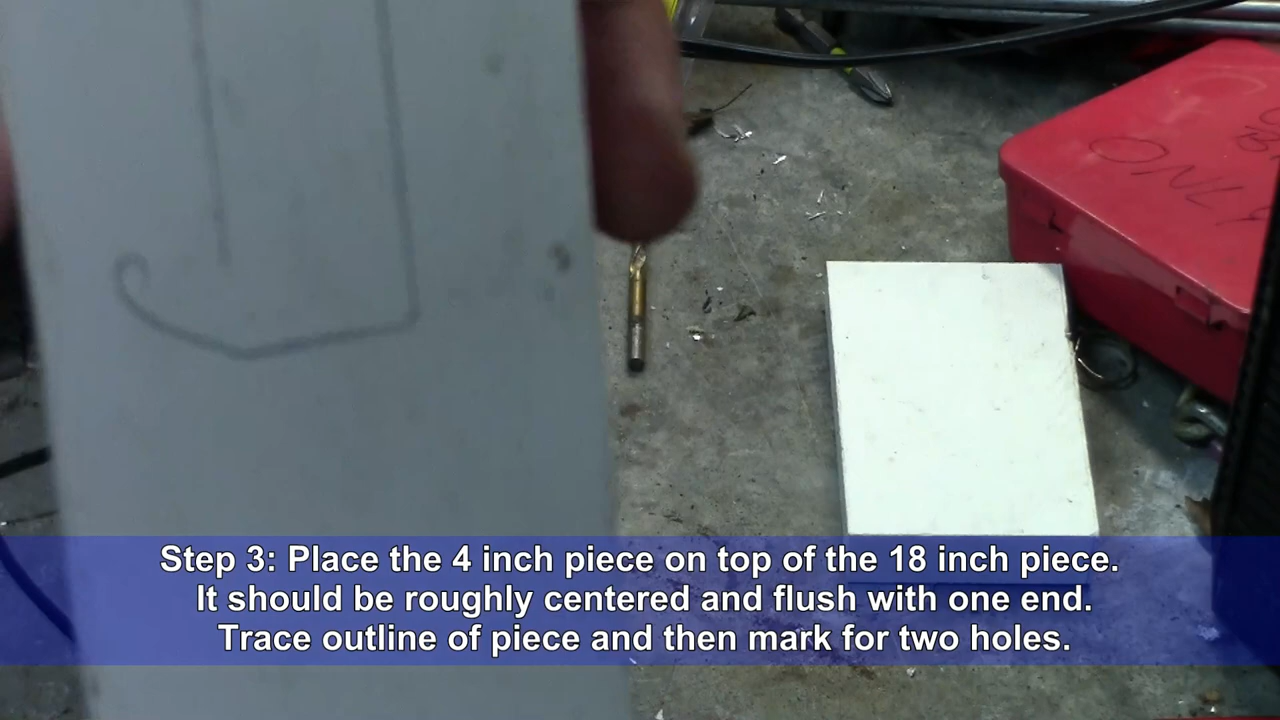 ONLY
Step 3: Place the 4 inch piece on top of the 18 inch piece.
It should be roughly centered and flush with one end.
Trace outline of piece and then mark for two holes.